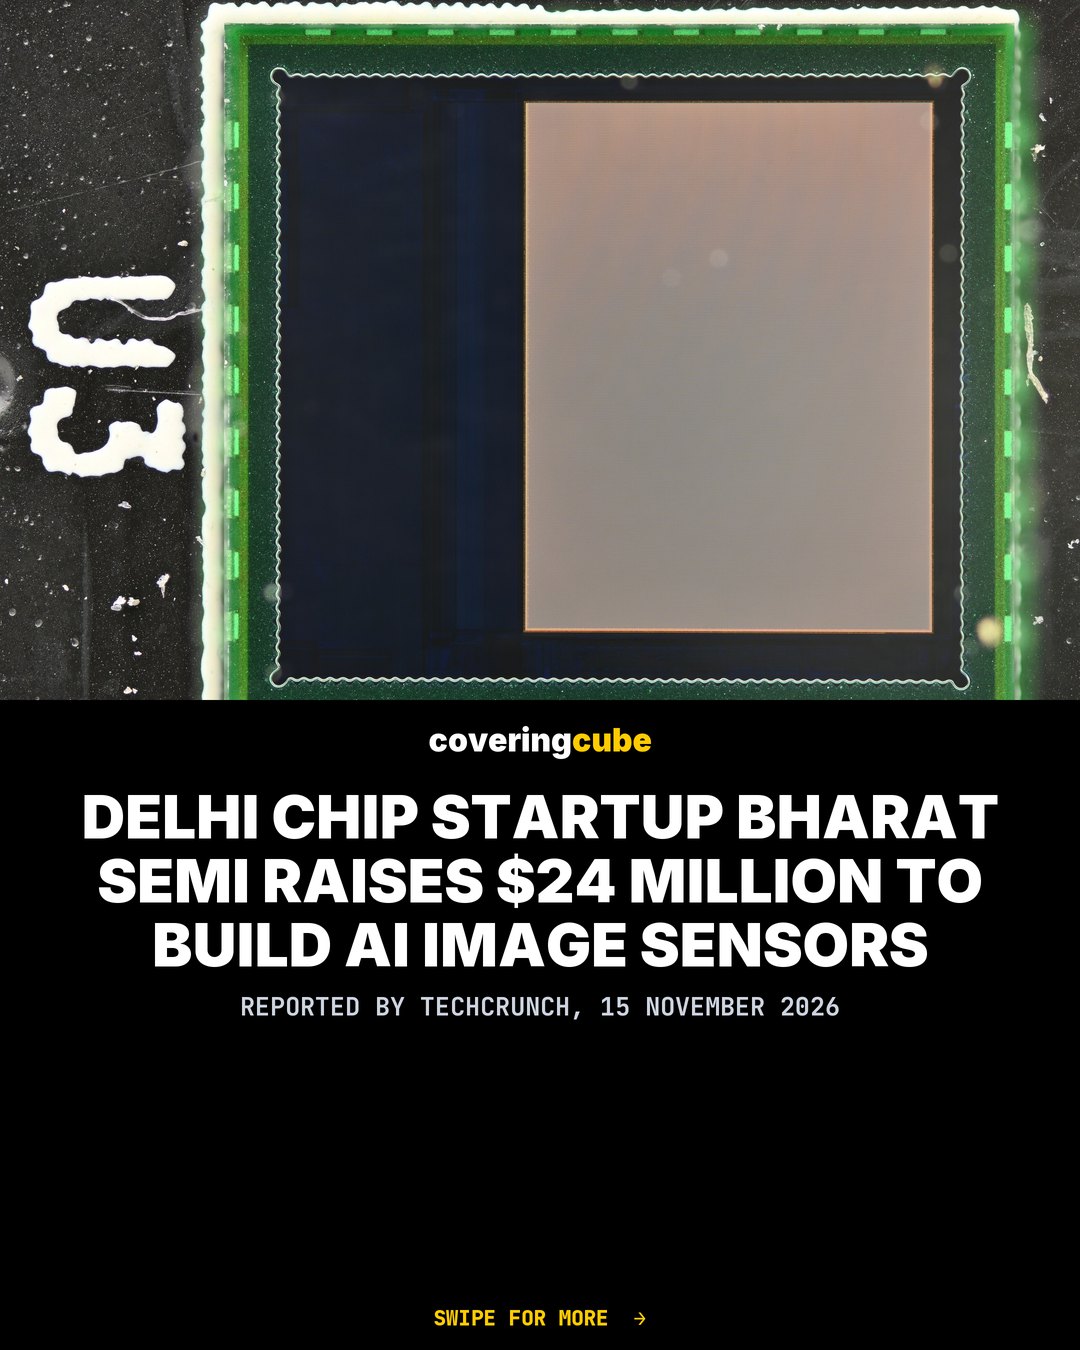 U3
coveringcube
DELHI CHIP STARTUP BHARAT
SEMI RAISES $24 MILLION TO
BUILD AI IMAGE SENSORS
REPORTED BY TECHCRUNCH, 15 NOVEMBER 2026
SWIPE FOR MORE →